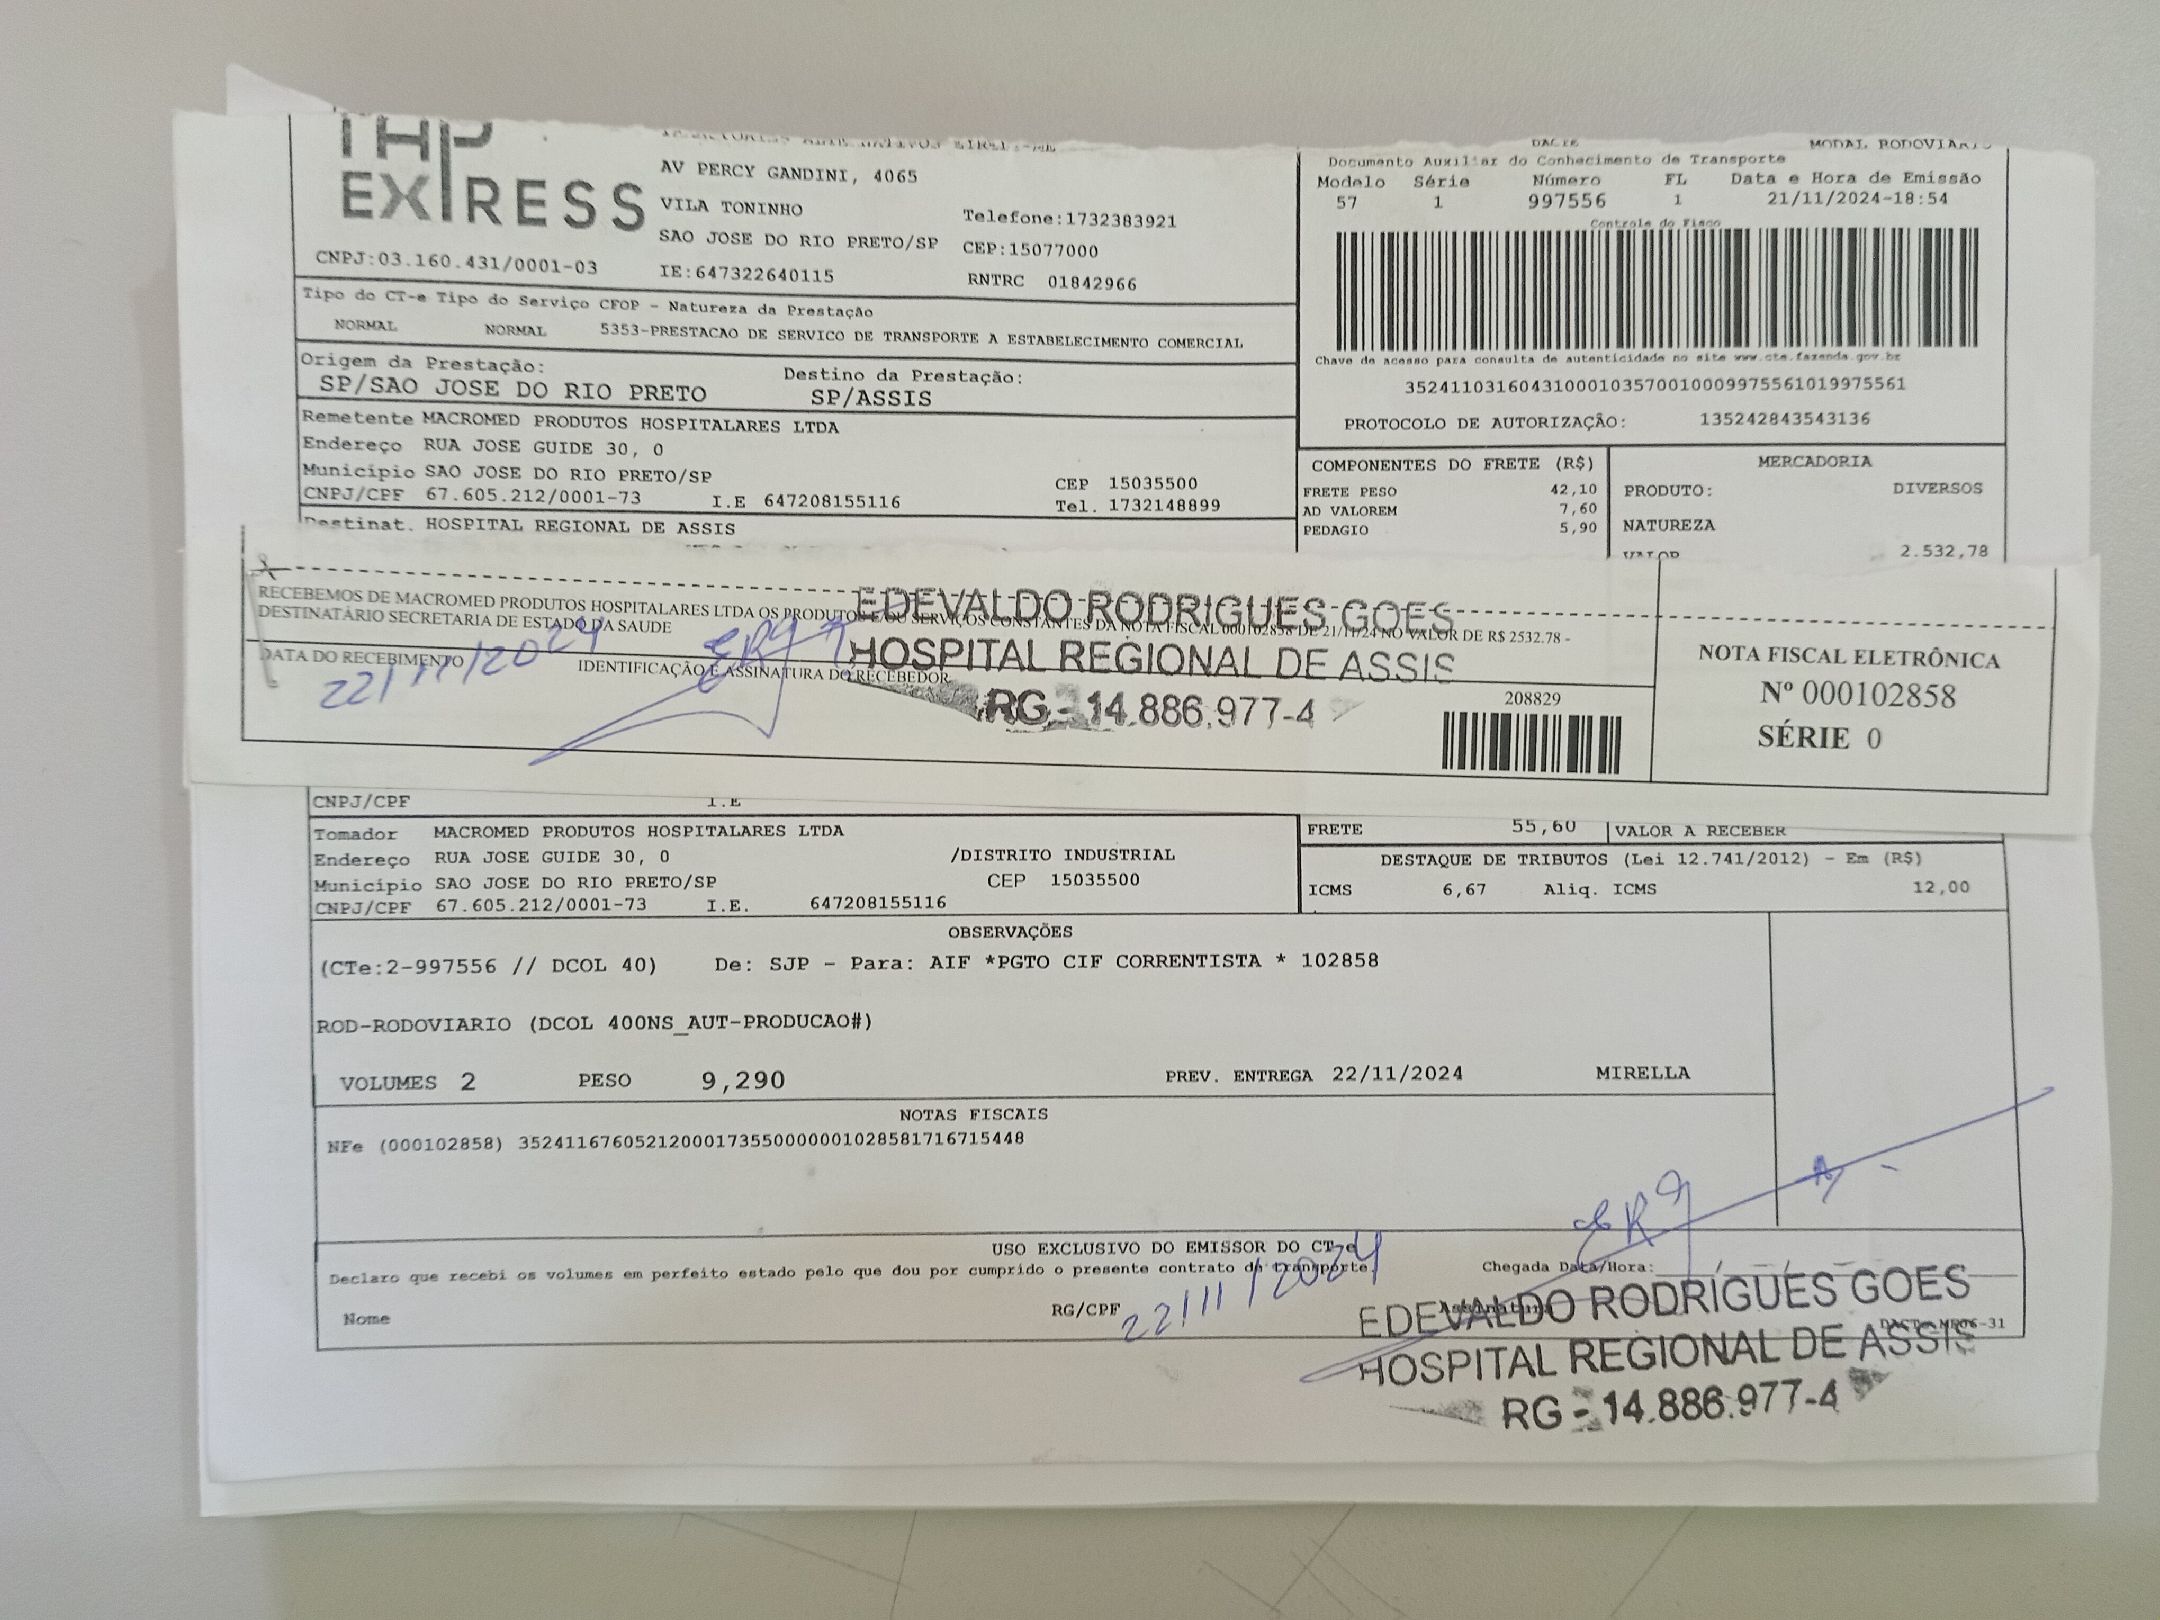 THP
EXPRESS
AV PERCY GANDINI, 4065
VILA TONINHO
Telefone:1732383921
SAO JOSE DO RIO PRETO/SP CEP:15077000
CNPJ:03.160.431/0001-03 IE:647322640115 RNTRC 01842966
DACTE MODAL RODOVIARIO
Documento Auxiliar do Conhecimento de Transporte
Modelo Série Número FL Data e Hora de Emissão
57 1 997556 1 21/11/2024-18:54
Controle do Fisco
Chave de acesso para consulta de autenticidade no site www.cte.fazenda.gov.br
35241103160431000103570010009975561019975561
PROTOCOLO DE AUTORIZAÇÃO: 135242843543136
Tipo do CT-e Tipo do Serviço CFOP - Natureza da Prestação
NORMAL NORMAL 5353-PRESTACAO DE SERVICO DE TRANSPORTE A ESTABELECIMENTO COMERCIAL
Origem da Prestação: Destino da Prestação:
SP/SAO JOSE DO RIO PRETO SP/ASSIS
Remetente MACROMED PRODUTOS HOSPITALARES LTDA
Endereço RUA JOSE GUIDE 30, 0
Município SAO JOSE DO RIO PRETO/SP CEP 15035500
CNPJ/CPF 67.605.212/0001-73 I.E 647208155116 Tel. 1732148899
Destinat. HOSPITAL REGIONAL DE ASSIS
COMPONENTES DO FRETE (R$)
FRETE PESO 42,10
AD VALOREM 7,60
PEDAGIO 5,90
MERCADORIA
PRODUTO: DIVERSOS
NATUREZA
VALOR 2.532,78
RECEBEMOS DE MACROMED PRODUTOS HOSPITALARES LTDA OS PRODUTOS E/OU SERVIÇOS CONSTANTES DA NOTA FISCAL 000102858 DE 21/11/24 NO VALOR DE R$ 2532.78 -
DESTINATÁRIO SECRETARIA DE ESTADO DA SAUDE
DATA DO RECEBIMENTO IDENTIFICAÇÃO E ASSINATURA DO RECEBEDOR
22/11/2024
EDEVALDO RODRIGUES GOES
HOSPITAL REGIONAL DE ASSIS
RG - 14.886.977-4
208829
NOTA FISCAL ELETRÔNICA
Nº 000102858
SÉRIE 0
CNPJ/CPF I.E
Tomador MACROMED PRODUTOS HOSPITALARES LTDA
Endereço RUA JOSE GUIDE 30, 0 /DISTRITO INDUSTRIAL
Município SAO JOSE DO RIO PRETO/SP CEP 15035500
CNPJ/CPF 67.605.212/0001-73 I.E. 647208155116
FRETE 55,60 VALOR A RECEBER
DESTAQUE DE TRIBUTOS (Lei 12.741/2012) - Em (R$)
ICMS 6,67 Aliq. ICMS 12,00
OBSERVAÇÕES
(CTe:2-997556 // DCOL 40) De: SJP - Para: AIF *PGTO CIF CORRENTISTA * 102858
ROD-RODOVIARIO (DCOL 400NS_AUT-PRODUCAO#)
VOLUMES 2 PESO 9,290 PREV. ENTREGA 22/11/2024 MIRELLA
NOTAS FISCAIS
NFe (000102858) 35241167605212000173550000001028581716715448
USO EXCLUSIVO DO EMISSOR DO CT-e
Declaro que recebi os volumes em perfeito estado pelo que dou por cumprido o presente contrato de transporte. Chegada Data/Hora:
Nome RG/CPF Assinatura
22/11/2024
EDEVALDO RODRIGUES GOES
HOSPITAL REGIONAL DE ASSIS
RG - 14.886.977-4